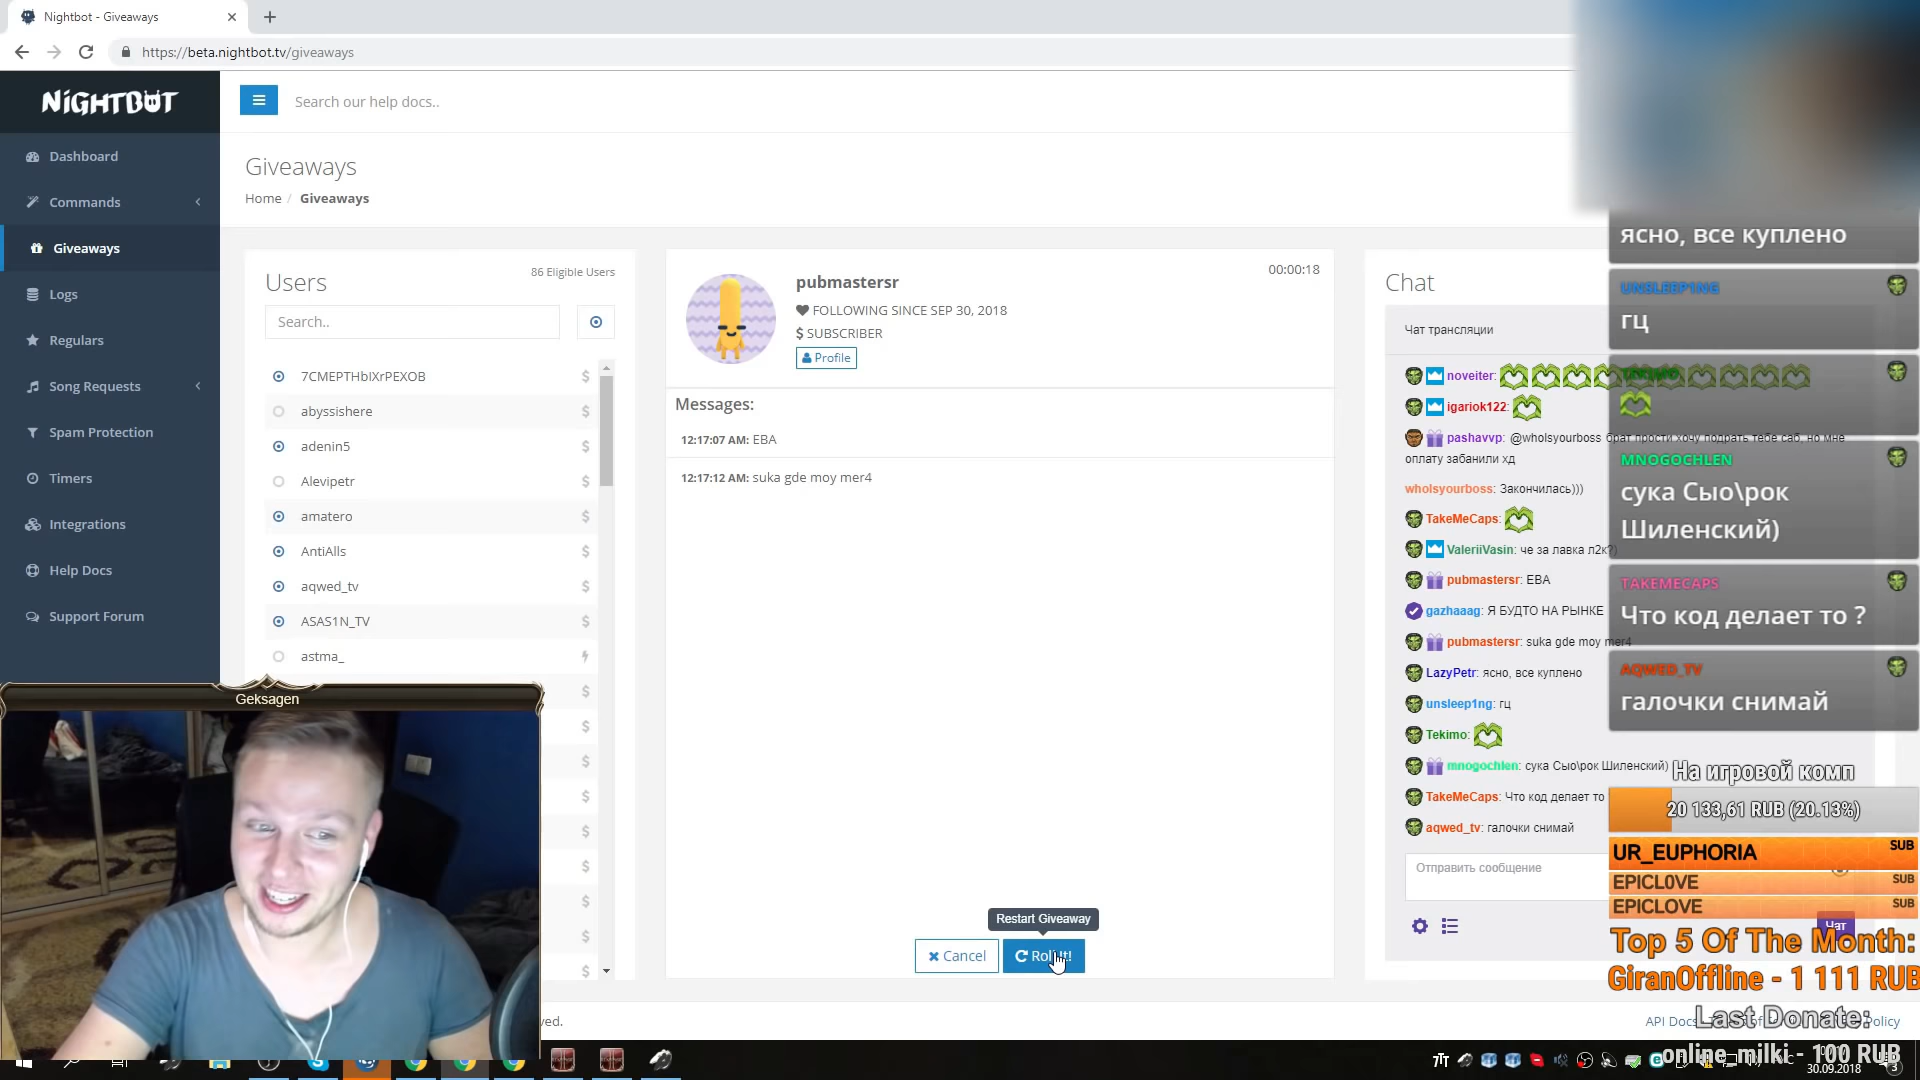 Nightbot - Giveaways
https://beta.nightbot.tv/giveaways
NiGHTBOT
Search our help docs..
Dashboard
Commands
Giveaways
Logs
Regulars
Song Requests
Spam Protection
Timers
Integrations
Help Docs
Support Forum
Giveaways
Home / Giveaways
Users
86 Eligible Users
Search..
7CMEPTHbIXrPEXOB
abyssishere
adenin5
Alevipetr
amatero
AntiAlls
aqwed_tv
ASAS1N_TV
astma_
pubmastersr
00:00:18
FOLLOWING SINCE SEP 30, 2018
$ SUBSCRIBER
Profile
Messages:
12:17:07 AM: EBA
12:17:12 AM: suka gde moy mer4
Restart Giveaway
Cancel
Chat
Чат трансляции
noveiter:
igariok122:
pashavvp: @wholsyourboss брат прости хочу подрать тебе саб, но мне
оплату забанили хд
wholsyourboss: Закончилась)))
TakeMeCaps:
ValeriiVasin: че за лавка л2к?)
pubmastersr: EBA
gazhaaag: Я БУДТО НА РЫНКЕ
pubmastersr: suka gde moy mer4
LazyPetr: ясно, все куплено
unsleep1ng: гц
Tekimo:
mnogochlen: сука Сыо\рок Шиленский)
TakeMeCaps: Что код делает то
aqwed_tv: галочки снимай
Отправить сообщение
Чат
ясно, все куплено
UNSLEEP1NG
гц
TEKIMO
MNOGOCHLEN
сука Сыо\рок
Шиленский)
TAKEMECAPS
Что код делает то ?
AQWED_TV
галочки снимай
На игровой комп
20 133,61 RUB (20.13%)
UR_EUPHORIA SUB
EPICL0VE SUB
EPICLOVE SUB
Top 5 Of The Month:
GiranOffline - 1 111 RUB
Last Donate:
online_milki - 100 RUB
API Docs
Policy
30.09.2018
Geksagen